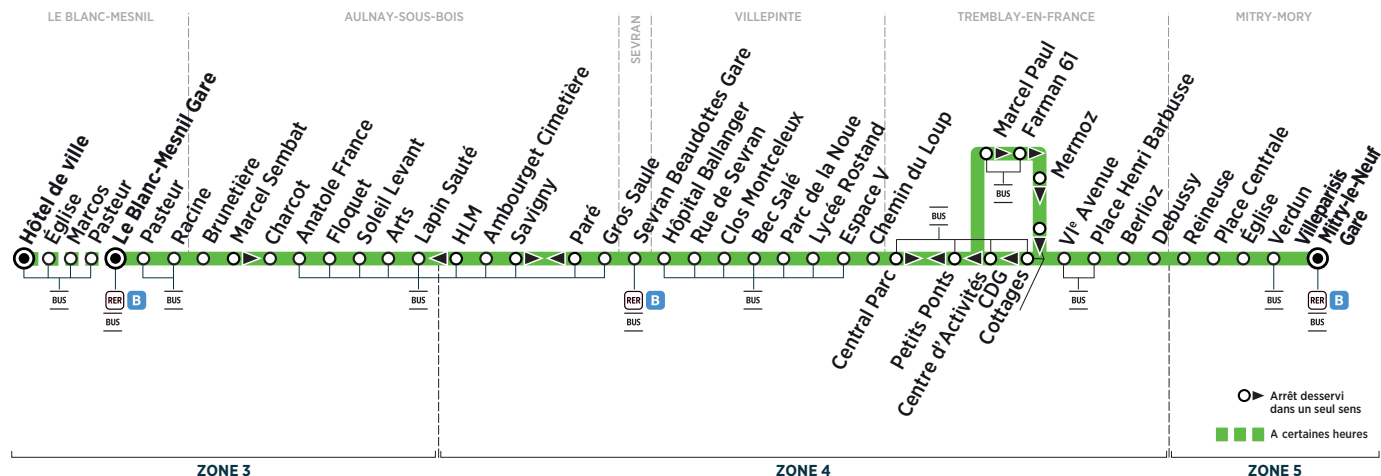 LE BLANC-MESNIL
AULNAY-SOUS-BOIS
SEVRAN
VILLEPINTE
TREMBLAY-EN-FRANCE
MITRY-MORY
Hôtel de ville
Église
Marcos
Pasteur
Le Blanc-Mesnil Gare
Pasteur
Racine
Brunetière
Marcel Sembat
Charcot
Anatole France
Floquet
Soleil Levant
Arts
Lapin Sauté
HLM
Ambourget Cimetière
Savigny
Paré
Gros Saule
Sevran Beaudottes Gare
Hôpital Ballanger
Rue de Sevran
Clos Montceleux
Bec Salé
Parc de la Noue
Lycée Rostand
Espace V
Chemin du Loup
Central Parc
Petits Ponts
Centre d'Activités
CDG
Cottages
Marcel Paul
Farman 61
Mermoz
VIe Avenue
Place Henri Barbusse
Berlioz
Debussy
Reineuse
Place Centrale
Église
Verdun
Villeparisis
Mitry-le-Neuf
Gare
BUS
RER B
BUS
BUS
BUS
RER B
BUS
BUS
BUS
BUS
BUS
BUS
RER B
BUS
Arrêt desservi
dans un seul sens
A certaines heures
ZONE 3
ZONE 4
ZONE 5